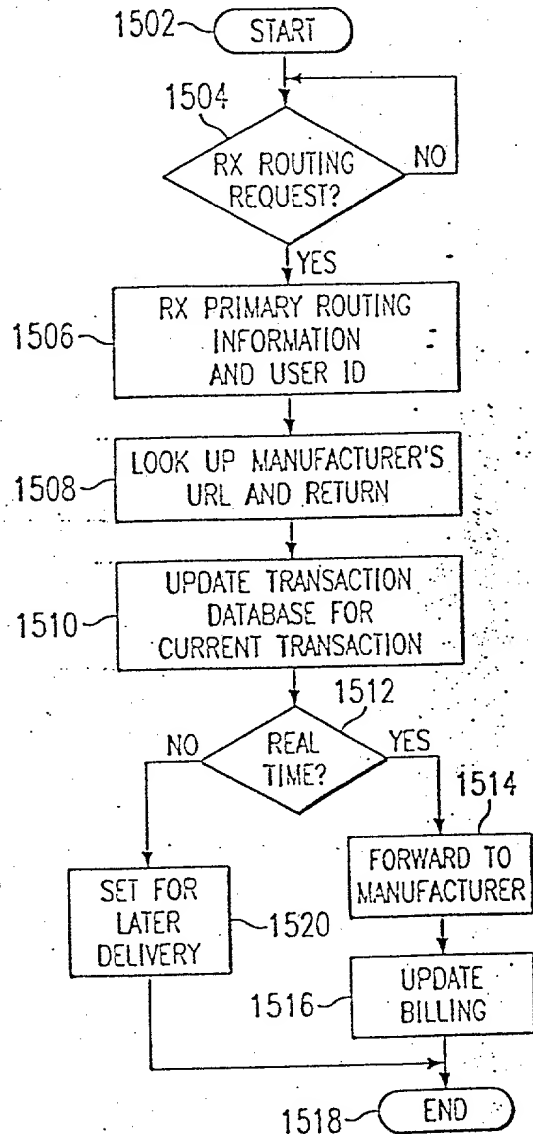 1502
START
1504
RX ROUTING
REQUEST?
NO
YES
1506
RX PRIMARY ROUTING
INFORMATION
AND USER ID
1508
LOOK UP MANUFACTURER'S
URL AND RETURN
1510
UPDATE TRANSACTION
DATABASE FOR
CURRENT TRANSACTION
1512
NO
REAL
TIME?
YES
1514
FORWARD TO
MANUFACTURER
SET FOR
LATER
DELIVERY
1520
1516
UPDATE
BILLING
1518
END